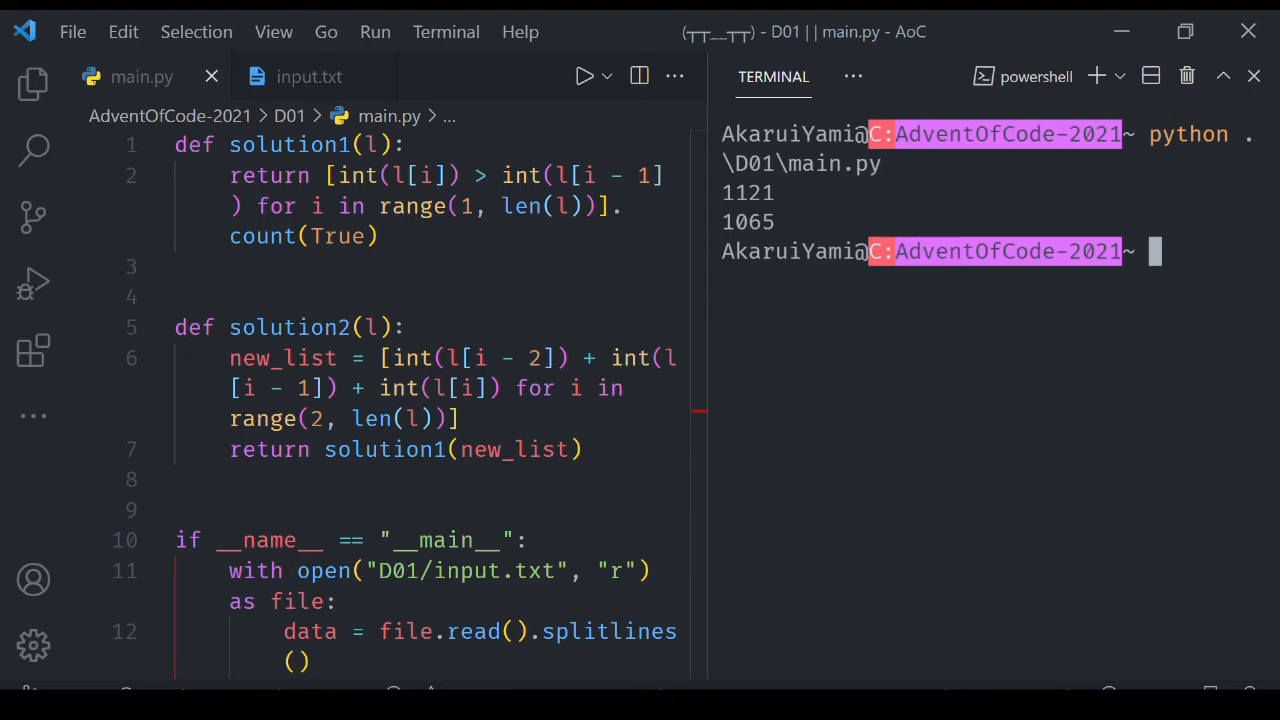 File Edit Selection View Go Run Terminal Help (┬┬﹏┬┬) - D01 || main.py - AoC
main.py input.txt
AdventOfCode-2021 > D01 > main.py > ...
1 def solution1(l):
2 return [int(l[i]) > int(l[i - 1]
) for i in range(1, len(l))].
count(True)
3
4
5 def solution2(l):
6 new_list = [int(l[i - 2]) + int(l
[i - 1]) + int(l[i]) for i in
range(2, len(l))]
7 return solution1(new_list)
8
9
10 if __name__ == "__main__":
11 with open("D01/input.txt", "r")
as file:
12 data = file.read().splitlines
()
TERMINAL powershell
AkaruiYami@C:AdventOfCode-2021~ python .
\D01\main.py
1121
1065
AkaruiYami@C:AdventOfCode-2021~